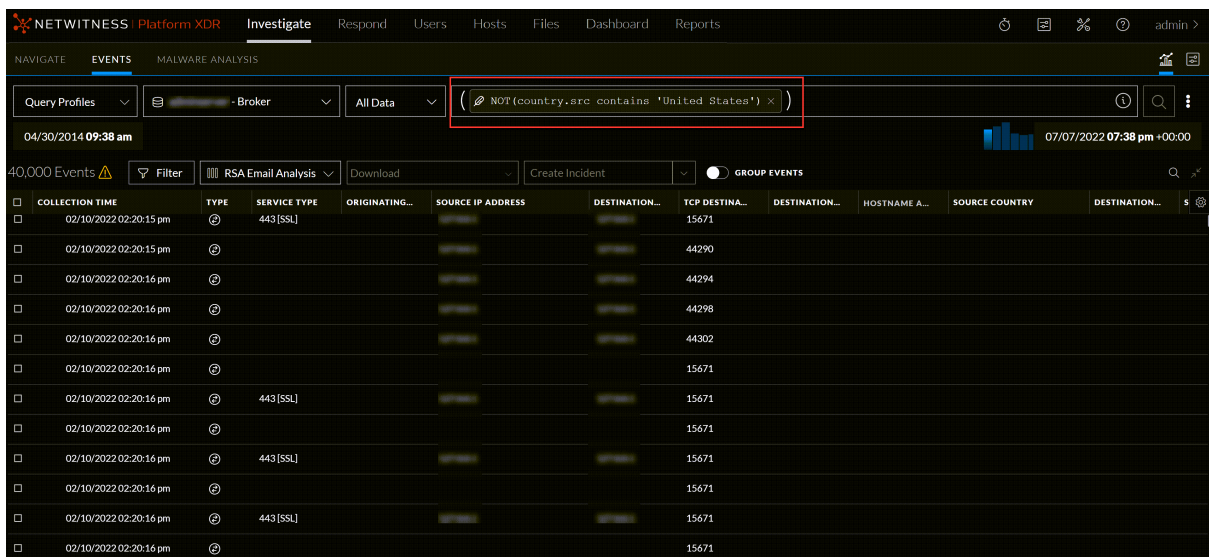 NETWITNESS Platform XDR Investigate Respond Users Hosts Files Dashboard Reports admin >
NAVIGATE EVENTS MALWARE ANALYSIS
Query Profiles - Broker All Data ( NOT(country.src contains 'United States') × )
04/30/2014 09:38 am 07/07/2022 07:38 pm +00:00
40,000 Events Filter RSA Email Analysis Download Create Incident GROUP EVENTS
COLLECTION TIME TYPE SERVICE TYPE ORIGINATING... SOURCE IP ADDRESS DESTINATION... TCP DESTINA... DESTINATION... HOSTNAME A... SOURCE COUNTRY DESTINATION... S
02/10/2022 02:20:15 pm 443 [SSL] 15671
02/10/2022 02:20:15 pm 44290
02/10/2022 02:20:16 pm 44294
02/10/2022 02:20:16 pm 44298
02/10/2022 02:20:16 pm 44302
02/10/2022 02:20:16 pm 15671
02/10/2022 02:20:16 pm 443 [SSL] 15671
02/10/2022 02:20:16 pm 15671
02/10/2022 02:20:16 pm 443 [SSL] 15671
02/10/2022 02:20:16 pm 15671
02/10/2022 02:20:16 pm 443 [SSL] 15671
02/10/2022 02:20:16 pm 15671